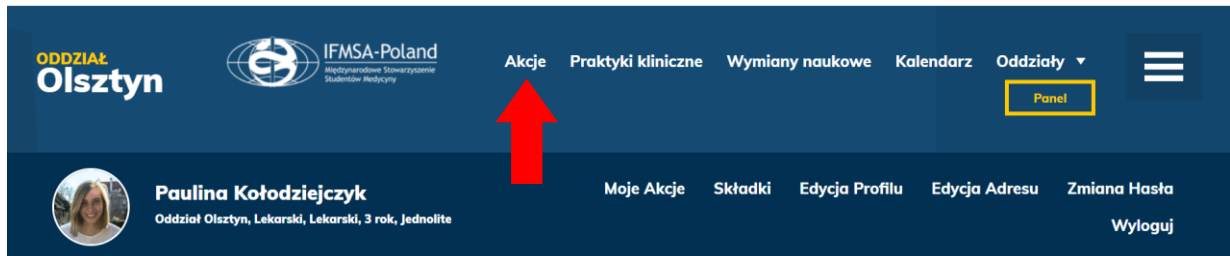 ODDZIAŁ
Olsztyn
IFMSA-Poland
Międzynarodowe Stowarzyszenie
Studentów Medycyny
Akcje Praktyki kliniczne Wymiany naukowe Kalendarz Oddziały ▼
Panel
Paulina Kołodziejczyk
Oddział Olsztyn, Lekarski, Lekarski, 3 rok, Jednolite
Moje Akcje Składki Edycja Profilu Edycja Adresu Zmiana Hasła
Wyloguj